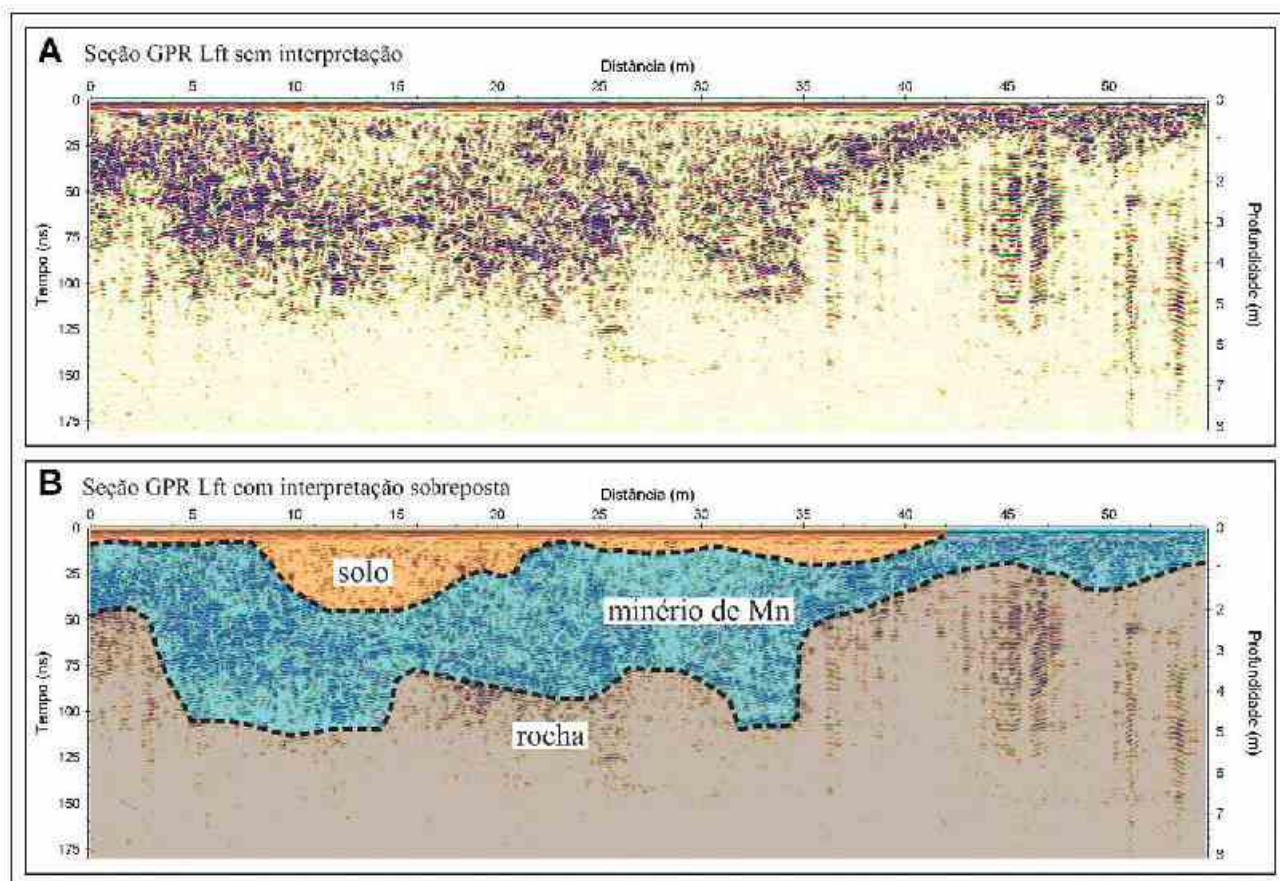 A Seção GPR Lft sem interpretação
Distância (m)
0 5 10 15 20 25 30 35 40 45 50
Tempo (ns)
0
25
50
75
100
125
150
175
Profundidade (m)
0
1
2
3
4
5
6
7
8
B Seção GPR Lft com interpretação sobreposta
Distância (m)
0 5 10 15 20 25 30 35 40 45 50
Tempo (ns)
0
25
50
75
100
125
150
175
solo
minério de Mn
rocha
Profundidade (m)
0
1
2
3
4
5
6
7
8